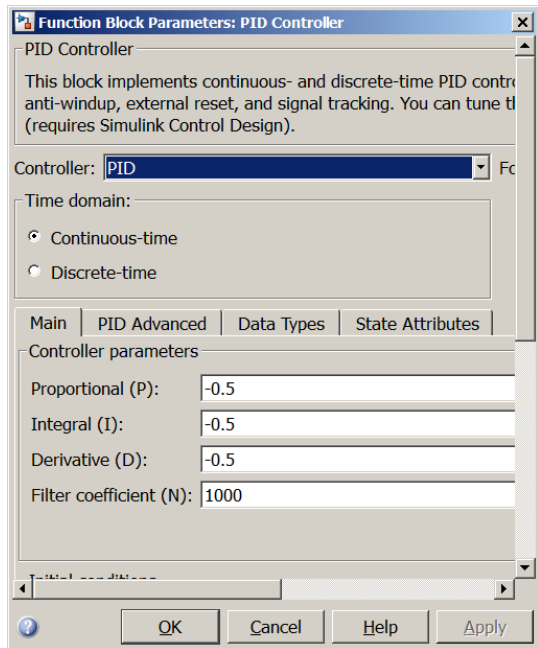 Function Block Parameters: PID Controller
PID Controller
This block implements continuous- and discrete-time PID
anti-windup, external reset, and signal tracking. You can tune
(requires Simulink Control Design).
Controller: PID
Time domain:
Continuous-time
Discrete-time
Main PID Advanced Data Types State Attributes
Controller parameters
Proportional (P): -0.5
Integral (I): -0.5
Derivative (D): -0.5
Filter coefficient (N): 1000
OK Cancel Help Apply